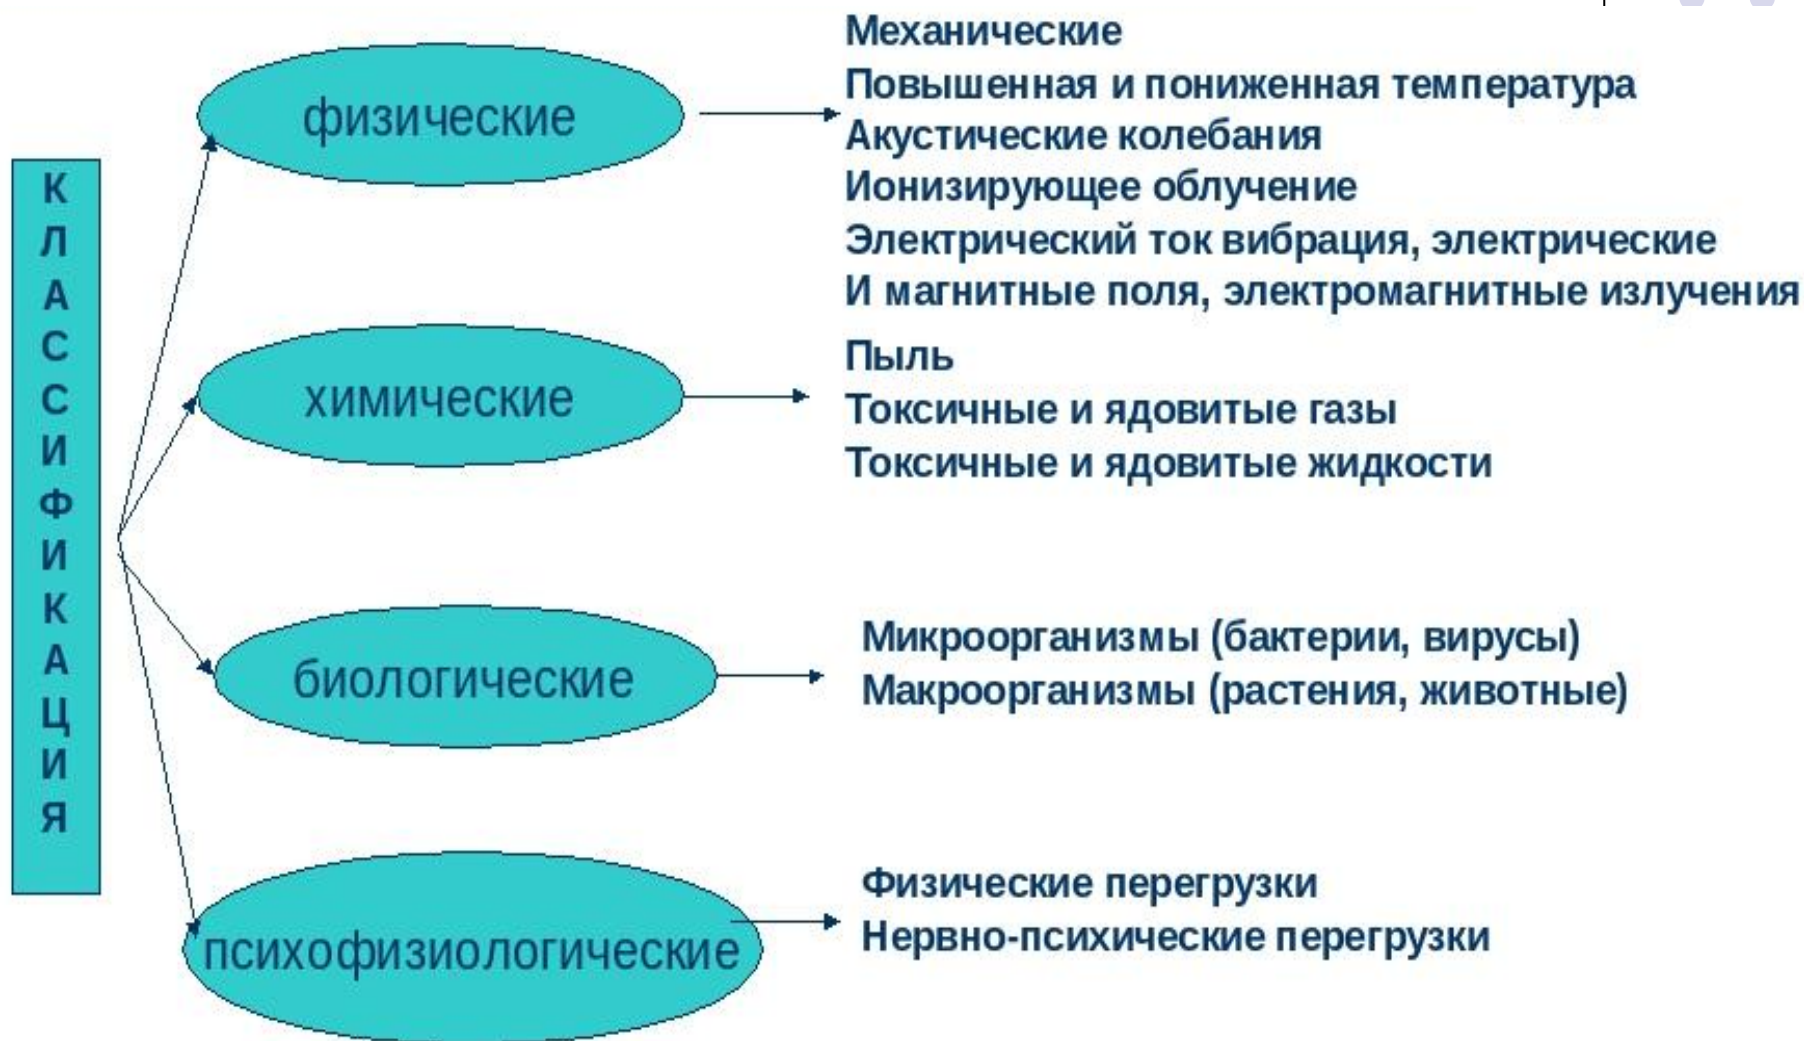 КЛАССИФИКАЦИЯ
физические
Механические
Повышенная и пониженная температура
Акустические колебания
Ионизирующее облучение
Электрический ток вибрация, электрические
И магнитные поля, электромагнитные излучения
химические
Пыль
Токсичные и ядовитые газы
Токсичные и ядовитые жидкости
биологические
Микроорганизмы (бактерии, вирусы)
Макроорганизмы (растения, животные)
психофизиологические
Физические перегрузки
Нервно-психические перегрузки